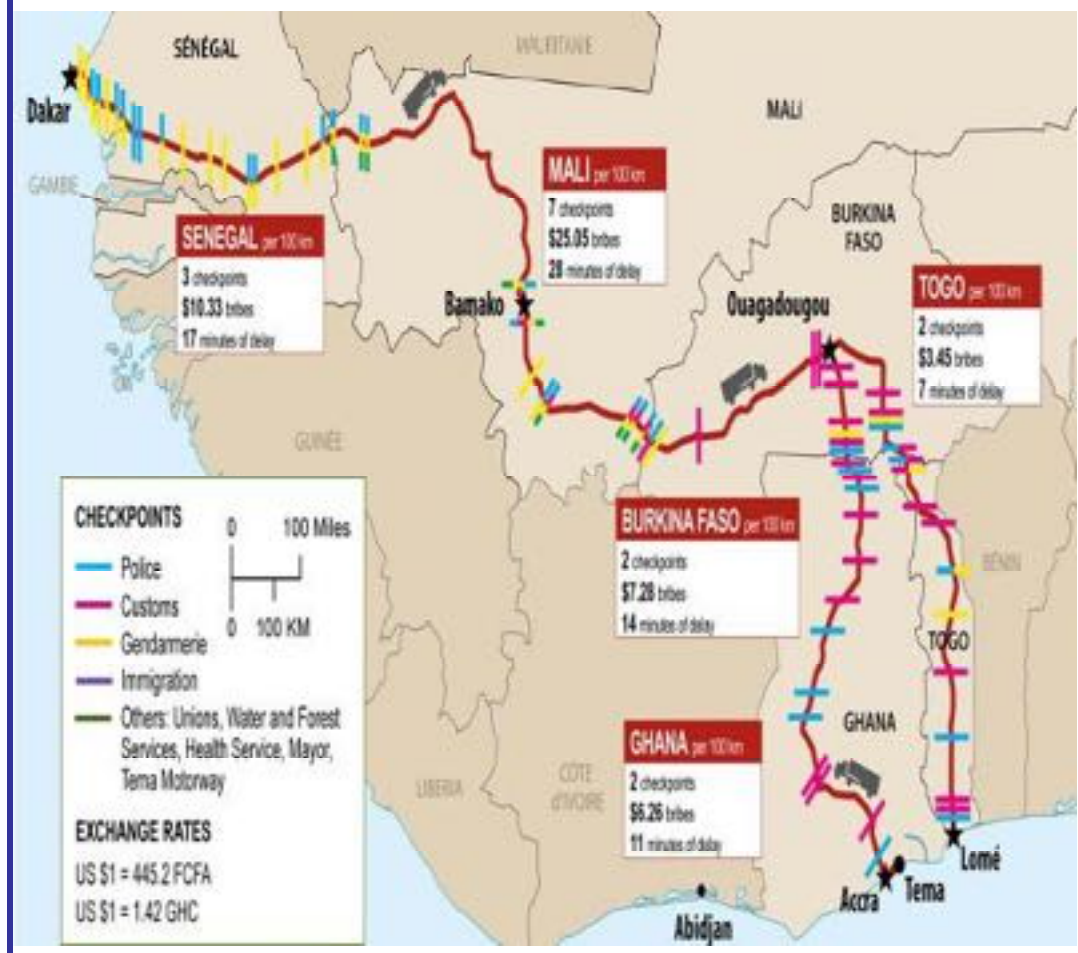 SÉNÉGAL
MAURITANIE
Dakar
MALI
GAMBIE
MALI per 100 km
7 checkpoints
$25.05 bribes
28 minutes of delay
BURKINA
FASO
SENEGAL per 100 km
3 checkpoints
$10.33 bribes
17 minutes of delay
Bamako
Ouagadougou
TOGO per 100 km
2 checkpoints
$3.45 bribes
7 minutes of delay
GUINÉE
CHECKPOINTS
Police
Customs
Gendarmerie
Immigration
Others: Unions, Water and Forest
Services, Health Service, Mayor,
Tema Motorway
0 100 Miles
0 100 KM
EXCHANGE RATES
US $1 = 445.2 FCFA
US $1 = 1.42 GHC
BURKINA FASO per 100 km
2 checkpoints
$7.28 bribes
14 minutes of delay
BÉNIN
TOGO
GHANA
GHANA per 100 km
2 checkpoints
$6.26 bribes
11 minutes of delay
LIBERIA
CÔTE
d'IVOIRE
Lomé
Tema
Accra
Abidjan